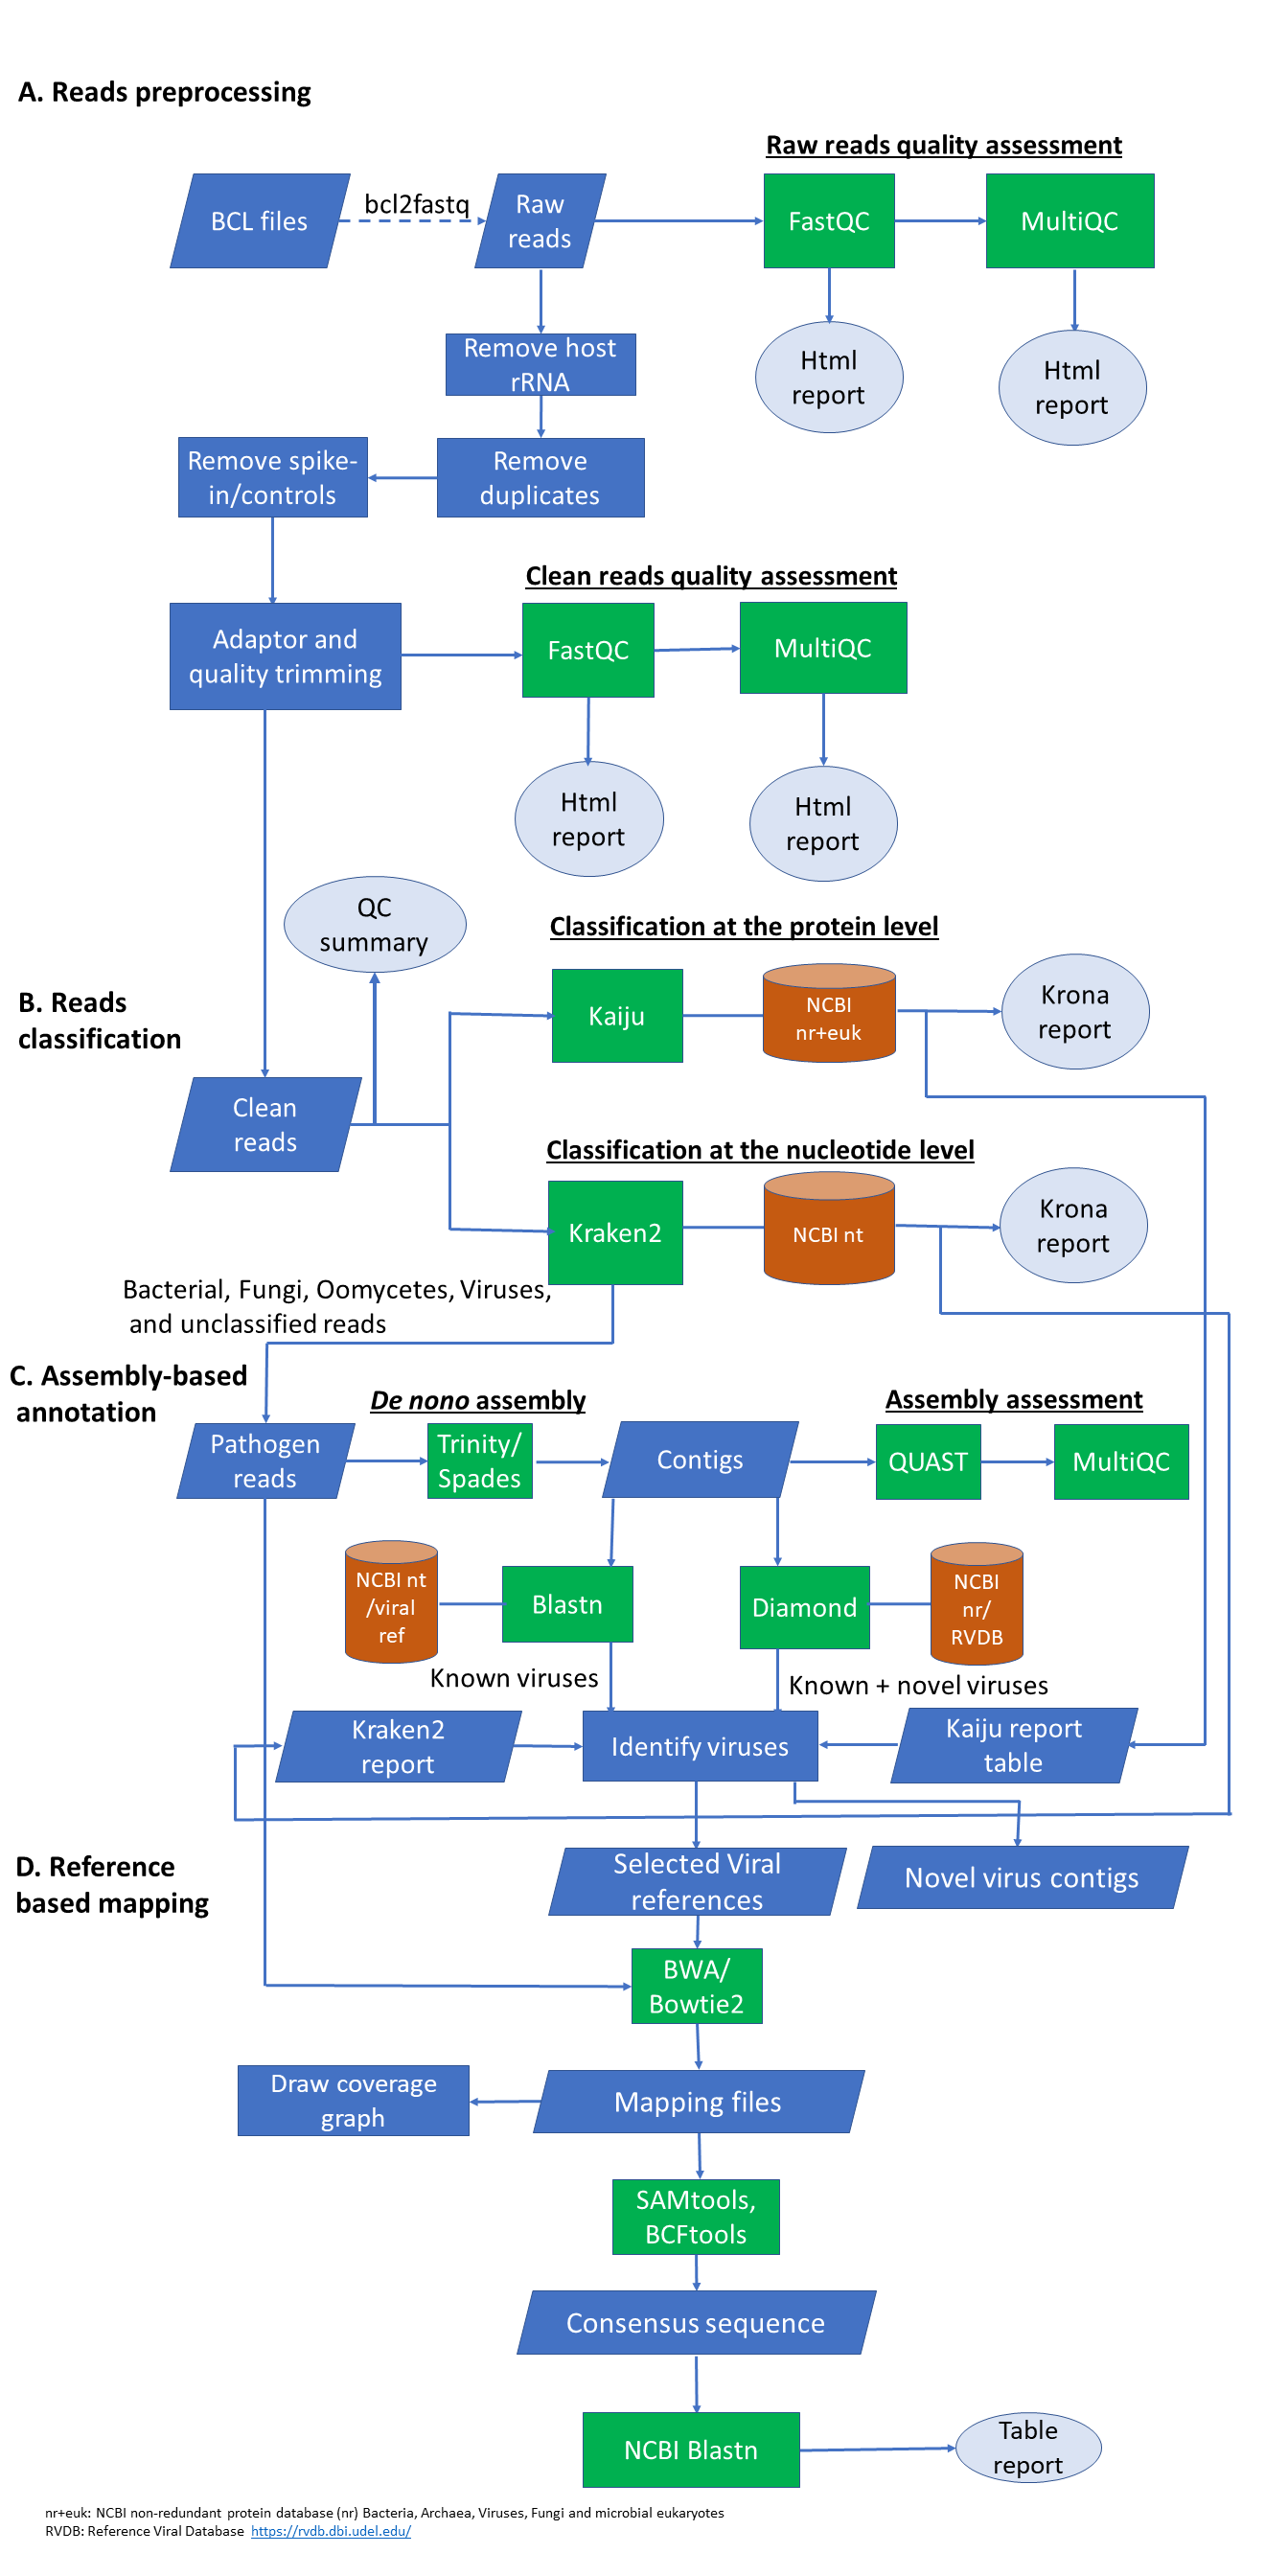 A. Reads preprocessing
Raw reads quality assessment
BCL files
bcl2fastq
Raw
reads
FastQC
MultiQC
Html
report
Html
report
Remove host
rRNA
Remove spike-
in/controls
Remove
duplicates
Clean reads quality assessment
Adaptor and
quality trimming
FastQC
MultiQC
Html
report
Html
report
QC
summary
Classification at the protein level
B. Reads
classification
Kaiju
NCBI
nr+euk
Krona
report
Clean
reads
Classification at the nucleotide level
Kraken2
NCBI nt
Krona
report
Bacterial, Fungi, Oomycetes, Viruses,
and unclassified reads
C. Assembly-based
annotation
De nono assembly
Assembly assessment
Pathogen
reads
Trinity/
Spades
Contigs
QUAST
MultiQC
NCBI nt
/viral
ref
Blastn
Diamond
NCBI
nr/
RVDB
Known viruses
Known + novel viruses
Kraken2
report
Identify viruses
Kaiju report
table
D. Reference
based mapping
Selected Viral
references
Novel virus contigs
BWA/
Bowtie2
Draw coverage
graph
Mapping files
SAMtools,
BCFtools
Consensus sequence
NCBI Blastn
Table
report
nr+euk: NCBI non-redundant protein database (nr) Bacteria, Archaea, Viruses, Fungi and microbial eukaryotes
RVDB: Reference Viral Database https://rvdb.dbi.udel.edu/